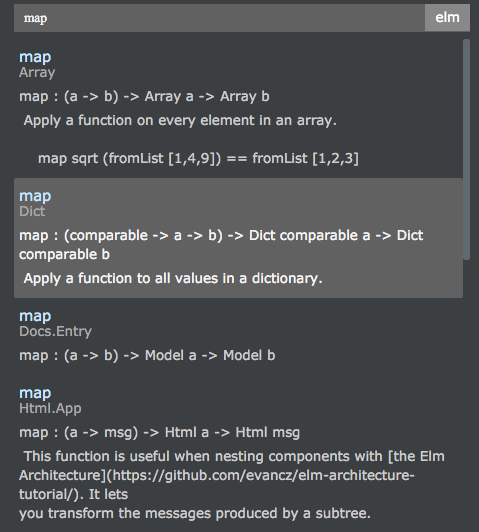 map elm
map
Array
map : (a -> b) -> Array a -> Array b
Apply a function on every element in an array.
map sqrt (fromList [1,4,9]) == fromList [1,2,3]
map
Dict
map : (comparable -> a -> b) -> Dict comparable a -> Dict
comparable b
Apply a function to all values in a dictionary.
map
Docs.Entry
map : (a -> b) -> Model a -> Model b
map
Html.App
map : (a -> msg) -> Html a -> Html msg
This function is useful when nesting components with [the Elm
Architecture](https://github.com/evancz/elm-architecture-
tutorial/). It lets
you transform the messages produced by a subtree.